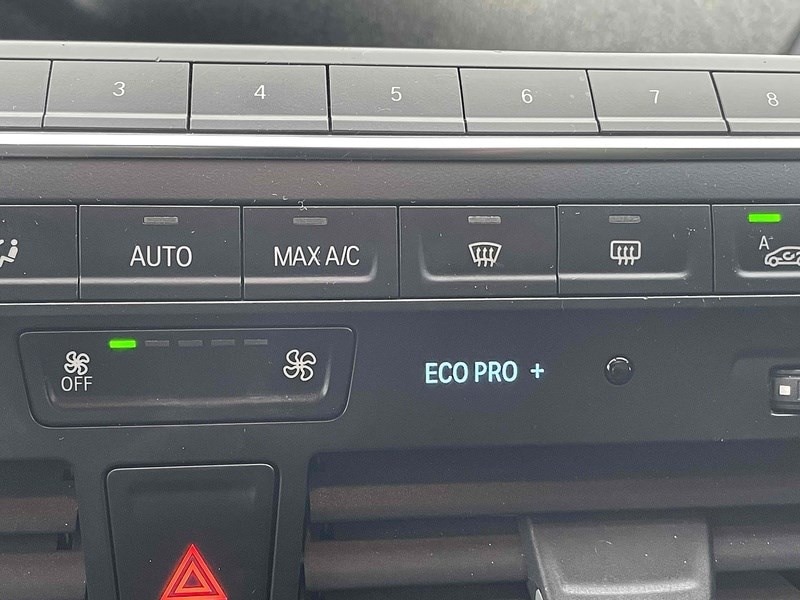 3 4 5 6 7 8
AUTO MAX A/C A
OFF ECO PRO +